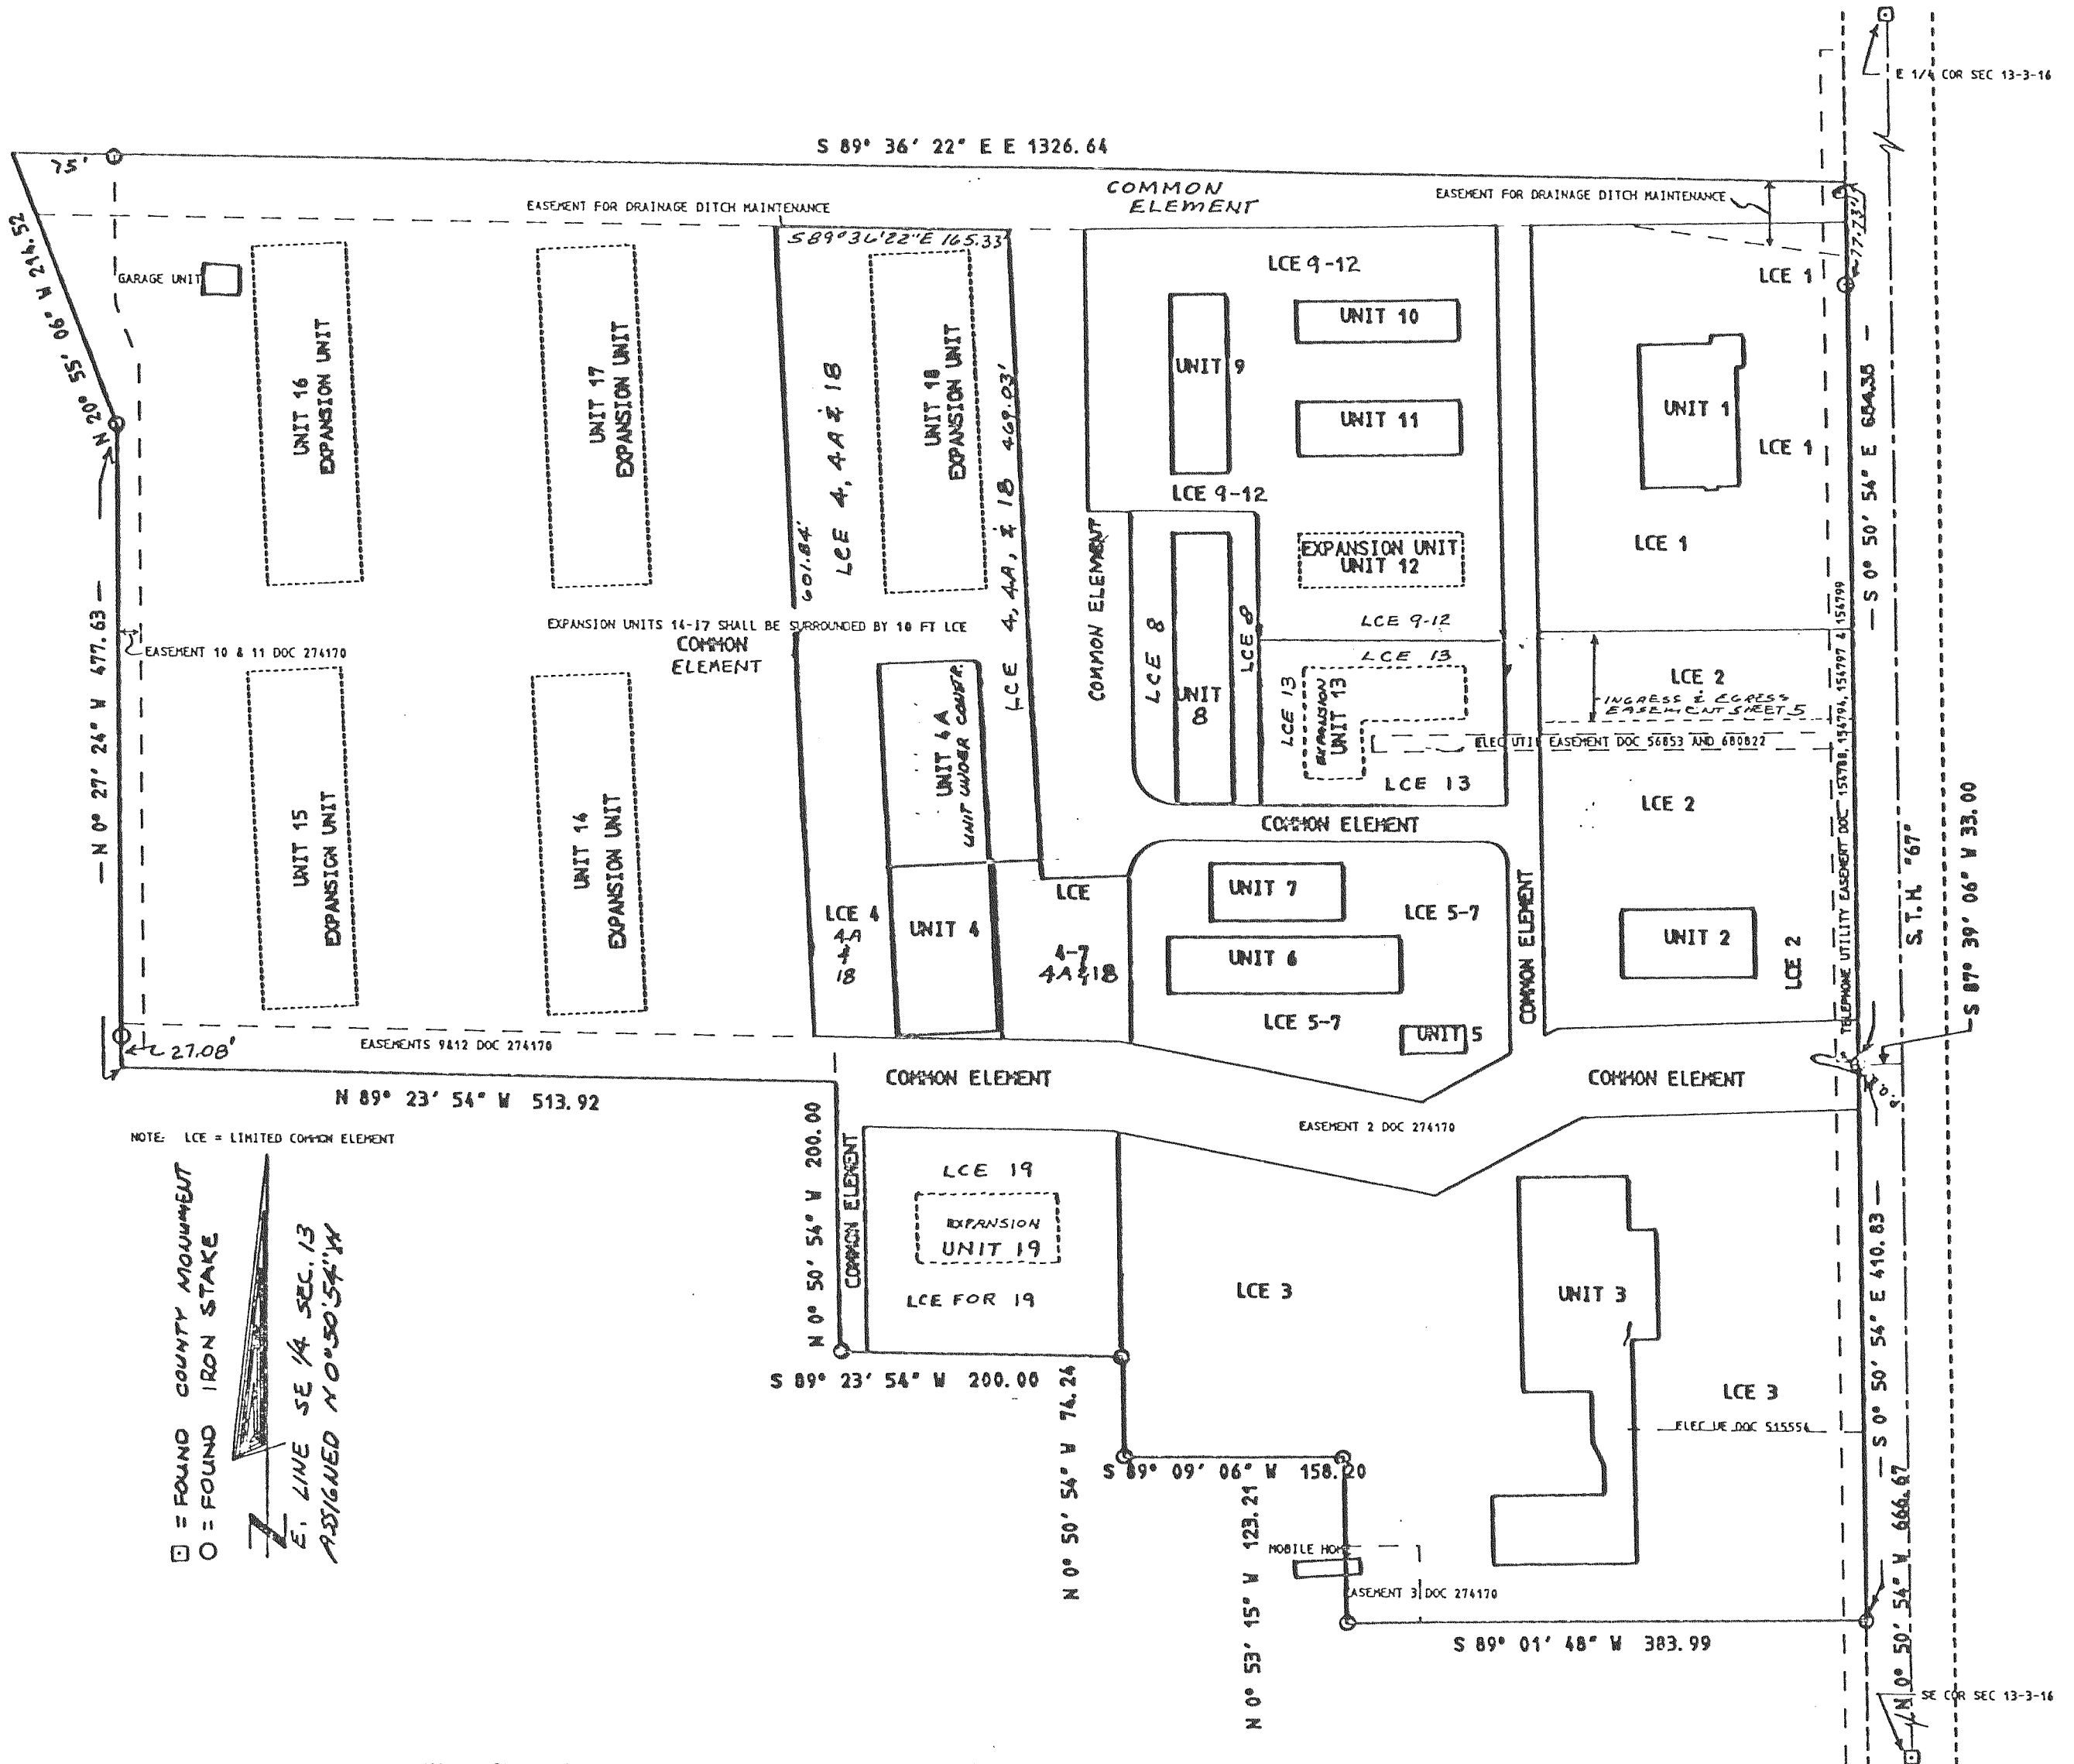 E 1/4 COR SEC 13-3-16
S 89° 36' 22" E E 1326.64
75'
COMMON
ELEMENT
EASEMENT FOR DRAINAGE DITCH MAINTENANCE
EASEMENT FOR DRAINAGE DITCH MAINTENANCE
77.73'
N 20° 55' 06" W 294.52
S89°36'22"E 165.33'
GARAGE UNIT
UNIT 16
EXPANSION UNIT
UNIT 17
EXPANSION UNIT
LCE 4, 4A & 18
601.84'
UNIT 18
EXPANSION UNIT
LCE 4, 4A, & 18 469.03'
LCE 9-12
UNIT 9
UNIT 10
UNIT 11
LCE 9-12
EXPANSION UNIT
UNIT 12
LCE 9-12
LCE 1
UNIT 1
LCE 1
LCE 1
S 0° 50' 54" E 654.35
N 0° 27' 24" W 477.63
EASEMENT 10 & 11 DOC 274170
EXPANSION UNITS 14-17 SHALL BE SURROUNDED BY 10 FT LCE
COMMON
ELEMENT
COMMON ELEMENT
LCE 8
UNIT
8
LCE 8
LCE 13
LCE 13
EXPANSION
UNIT 13
LCE 13
LCE 2
INGRESS & EGRESS
EASEMENT SHEET 5
ELEC UTIL EASEMENT DOC 56853 AND 680822
LCE 2
TELEPHONE UTILITY EASEMENT DOC 154788, 154794, 154797 & 154799
S.T.H. "67"
S 87° 39' 06" W 33.00
UNIT 15
EXPANSION UNIT
UNIT 14
EXPANSION UNIT
UNIT 4A
UNIT UNDER CONSTR.
COMMON ELEMENT
LCE 4
4A
&
18
UNIT 4
LCE
4-7
4A & 18
UNIT 7
LCE 5-7
UNIT 6
LCE 5-7
UNIT 5
COMMON ELEMENT
UNIT 2
LCE 2
27.08'
EASEMENTS 9&12 DOC 274170
COMMON ELEMENT
COMMON ELEMENT
N 89° 23' 54" W 513.92
EASEMENT 2 DOC 274170
NOTE: LCE = LIMITED COMMON ELEMENT
N 0° 50' 54" W 200.00
COMMON ELEMENT
LCE 19
EXPANSION
UNIT 19
LCE FOR 19
LCE 3
UNIT 3
LCE 3
ELEC UE DOC 515554
S 0° 50' 54" E 410.83
S 89° 23' 54" W 200.00
N 0° 50' 54" W 74.24
S 89° 09' 06" W 158.20
N 0° 53' 15" W 123.21
MOBILE HOME
EASEMENT 3 DOC 274170
S 89° 01' 48" W 383.99
N 0° 50' 54" W 666.67
SE COR SEC 13-3-16
= FOUND COUNTY MONUMENT
= FOUND IRON STAKE
N
E. LINE SE 1/4 SEC. 13
ASSIGNED N 0°50'54"W